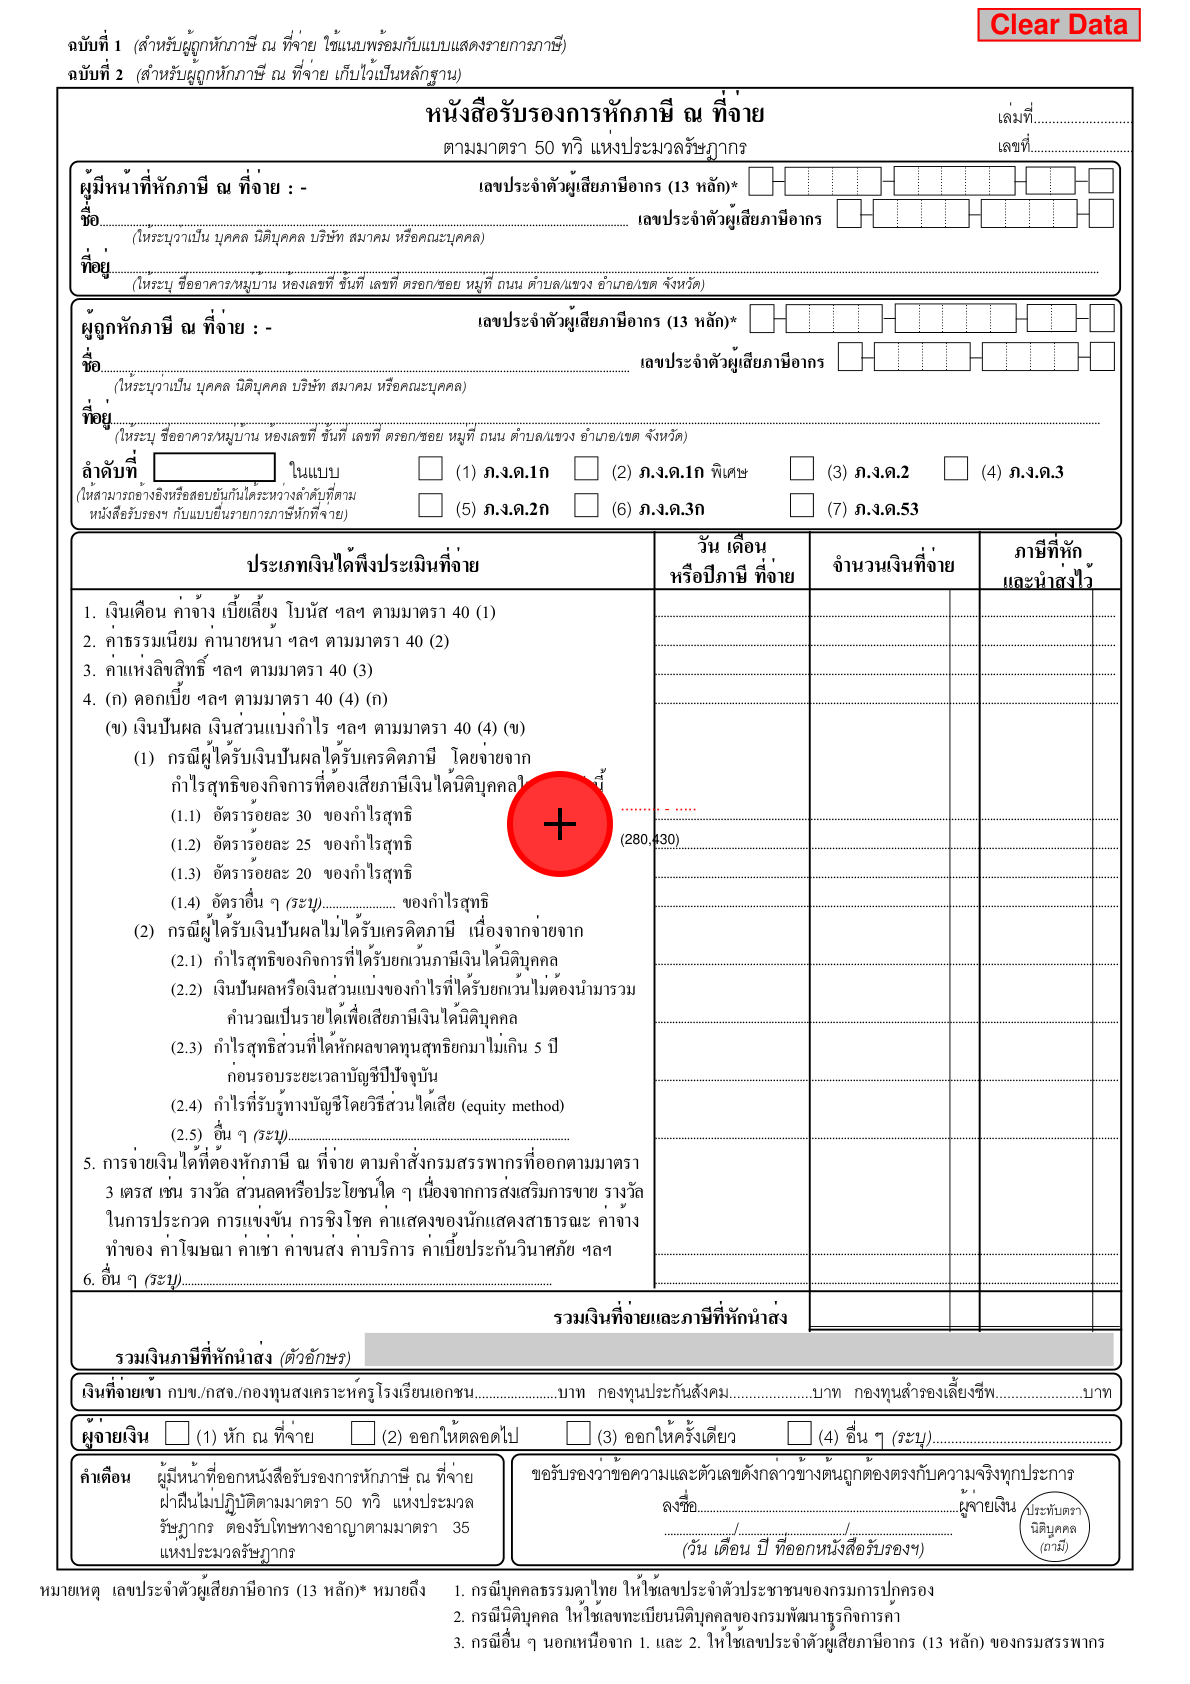 Clear Data
ฉบับที่ 1 (สำหรับผู้ถูกหักภาษี ณ ที่จ่าย ใช้แนบพร้อมกับแบบแสดงรายการภาษี)
ฉบับที่ 2 (สำหรับผู้ถูกหักภาษี ณ ที่จ่าย เก็บไว้เป็นหลักฐาน)
หนังสือรับรองการหักภาษี ณ ที่จ่าย
เล่มที่
ตามมาตรา 50 ทวิ แห่งประมวลรัษฎากร
เลขที่
ผู้มีหน้าที่หักภาษี ณ ที่จ่าย : - เลขประจำตัวผู้เสียภาษีอากร (13 หลัก)*
ชื่อ เลขประจำตัวผู้เสียภาษีอากร
(ให้ระบุว่าเป็น บุคคล นิติบุคคล บริษัท สมาคม หรือคณะบุคคล)
ที่อยู่
(ให้ระบุ ชื่ออาคาร/หมู่บ้าน ห้องเลขที่ ชั้นที่ เลขที่ ตรอก/ซอย หมู่ที่ ถนน ตำบล/แขวง อำเภอ/เขต จังหวัด)
ผู้ถูกหักภาษี ณ ที่จ่าย : - เลขประจำตัวผู้เสียภาษีอากร (13 หลัก)*
ชื่อ เลขประจำตัวผู้เสียภาษีอากร
(ให้ระบุว่าเป็น บุคคล นิติบุคคล บริษัท สมาคม หรือคณะบุคคล)
ที่อยู่
(ให้ระบุ ชื่ออาคาร/หมู่บ้าน ห้องเลขที่ ชั้นที่ เลขที่ ตรอก/ซอย หมู่ที่ ถนน ตำบล/แขวง อำเภอ/เขต จังหวัด)
ลำดับที่ ในแบบ (1) ภ.ง.ด.1ก (2) ภ.ง.ด.1ก พิเศษ (3) ภ.ง.ด.2 (4) ภ.ง.ด.3
(ให้สามารถอ้างอิงหรือสอบยันกันได้ระหว่างลำดับที่ตาม
หนังสือรับรองฯ กับแบบยื่นรายการภาษีหักที่จ่าย) (5) ภ.ง.ด.2ก (6) ภ.ง.ด.3ก (7) ภ.ง.ด.53
ประเภทเงินได้พึงประเมินที่จ่าย
วัน เดือน
หรือปีภาษี ที่จ่าย
จำนวนเงินที่จ่าย
ภาษีที่หัก
และนำส่งไว้
1. เงินเดือน ค่าจ้าง เบี้ยเลี้ยง โบนัส ฯลฯ ตามมาตรา 40 (1)
2. ค่าธรรมเนียม ค่านายหน้า ฯลฯ ตามมาตรา 40 (2)
3. ค่าแห่งลิขสิทธิ์ ฯลฯ ตามมาตรา 40 (3)
4. (ก) ดอกเบี้ย ฯลฯ ตามมาตรา 40 (4) (ก)
(ข) เงินปันผล เงินส่วนแบ่งกำไร ฯลฯ ตามมาตรา 40 (4) (ข)
(1) กรณีผู้ได้รับเงินปันผลได้รับเครดิตภาษี โดยจ่ายจาก
กำไรสุทธิของกิจการที่ต้องเสียภาษีเงินได้นิติบุคคล
(1.1) อัตราร้อยละ 30 ของกำไรสุทธิ
(1.2) อัตราร้อยละ 25 ของกำไรสุทธิ (280,430)
(1.3) อัตราร้อยละ 20 ของกำไรสุทธิ
(1.4) อัตราอื่น ๆ (ระบุ)...................... ของกำไรสุทธิ
(2) กรณีผู้ได้รับเงินปันผลไม่ได้รับเครดิตภาษี เนื่องจากจ่ายจาก
(2.1) กำไรสุทธิของกิจการที่ได้รับยกเว้นภาษีเงินได้นิติบุคคล
(2.2) เงินปันผลหรือเงินส่วนแบ่งของกำไรที่ได้รับยกเว้นไม่ต้องนำมารวม
คำนวณเป็นรายได้เพื่อเสียภาษีเงินได้นิติบุคคล
(2.3) กำไรสุทธิส่วนที่ได้หักผลขาดทุนสุทธิยกมาไม่เกิน 5 ปี
ก่อนรอบระยะเวลาบัญชีปีปัจจุบัน
(2.4) กำไรที่รับรู้ทางบัญชีโดยวิธีส่วนได้เสีย (equity method)
(2.5) อื่น ๆ (ระบุ)
5. การจ่ายเงินได้ที่ต้องหักภาษี ณ ที่จ่าย ตามคำสั่งกรมสรรพากรที่ออกตามมาตรา
3 เตรส เช่น รางวัล ส่วนลดหรือประโยชน์ใด ๆ เนื่องจากการส่งเสริมการขาย รางวัล
ในการประกวด การแข่งขัน การชิงโชค ค่าแสดงของนักแสดงสาธารณะ ค่าจ้าง
ทำของ ค่าโฆษณา ค่าเช่า ค่าขนส่ง ค่าบริการ ค่าเบี้ยประกันวินาศภัย ฯลฯ
6. อื่น ๆ (ระบุ)
รวมเงินที่จ่ายและภาษีที่หักนำส่ง
รวมเงินภาษีที่หักนำส่ง (ตัวอักษร)
เงินที่จ่ายเข้า กบข./กสจ./กองทุนสงเคราะห์ครูโรงเรียนเอกชน......................บาท กองทุนประกันสังคม......................บาท กองทุนสำรองเลี้ยงชีพ.......................บาท
ผู้จ่ายเงิน (1) หัก ณ ที่จ่าย (2) ออกให้ตลอดไป (3) ออกให้ครั้งเดียว (4) อื่น ๆ (ระบุ)
คำเตือน ผู้มีหน้าที่ออกหนังสือรับรองการหักภาษี ณ ที่จ่าย
ฝ่าฝืนไม่ปฏิบัติตามมาตรา 50 ทวิ แห่งประมวล
รัษฎากร ต้องรับโทษทางอาญาตามมาตรา 35
แห่งประมวลรัษฎากร
ขอรับรองว่าข้อความและตัวเลขดังกล่าวข้างต้นถูกต้องตรงกับความจริงทุกประการ
ลงชื่อ ผู้จ่ายเงิน
/ /
(วัน เดือน ปี ที่ออกหนังสือรับรองฯ)
ประทับตรา
นิติบุคคล
(ถ้ามี)
หมายเหตุ เลขประจำตัวผู้เสียภาษีอากร (13 หลัก)* หมายถึง 1. กรณีบุคคลธรรมดาไทย ให้ใช้เลขประจำตัวประชาชนของกรมการปกครอง
2. กรณีนิติบุคคล ให้ใช้เลขทะเบียนนิติบุคคลของกรมพัฒนาธุรกิจการค้า
3. กรณีอื่น ๆ นอกเหนือจาก 1. และ 2. ให้ใช้เลขประจำตัวผู้เสียภาษีอากร (13 หลัก) ของกรมสรรพากร